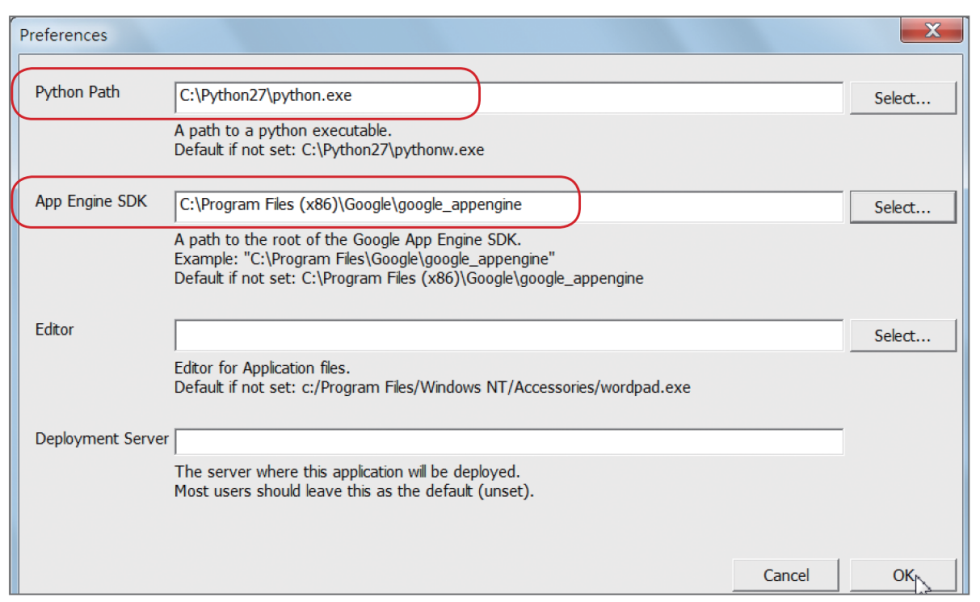 Preferences
X
Python Path
C:\Python27\python.exe
Select...
A path to a python executable.
Default if not set: C:\Python27\pythonw.exe
App Engine SDK
C:\Program Files (x86)\Google\google_appengine
Select...
A path to the root of the Google App Engine SDK.
Example: "C:\Program Files\Google\google_appengine"
Default if not set: C:\Program Files (x86)\Google\google_appengine
Editor
Select...
Editor for Application files.
Default if not set: c:/Program Files/Windows NT/Accessories/wordpad.exe
Deployment Server
The server where this application will be deployed.
Most users should leave this as the default (unset).
Cancel
OK